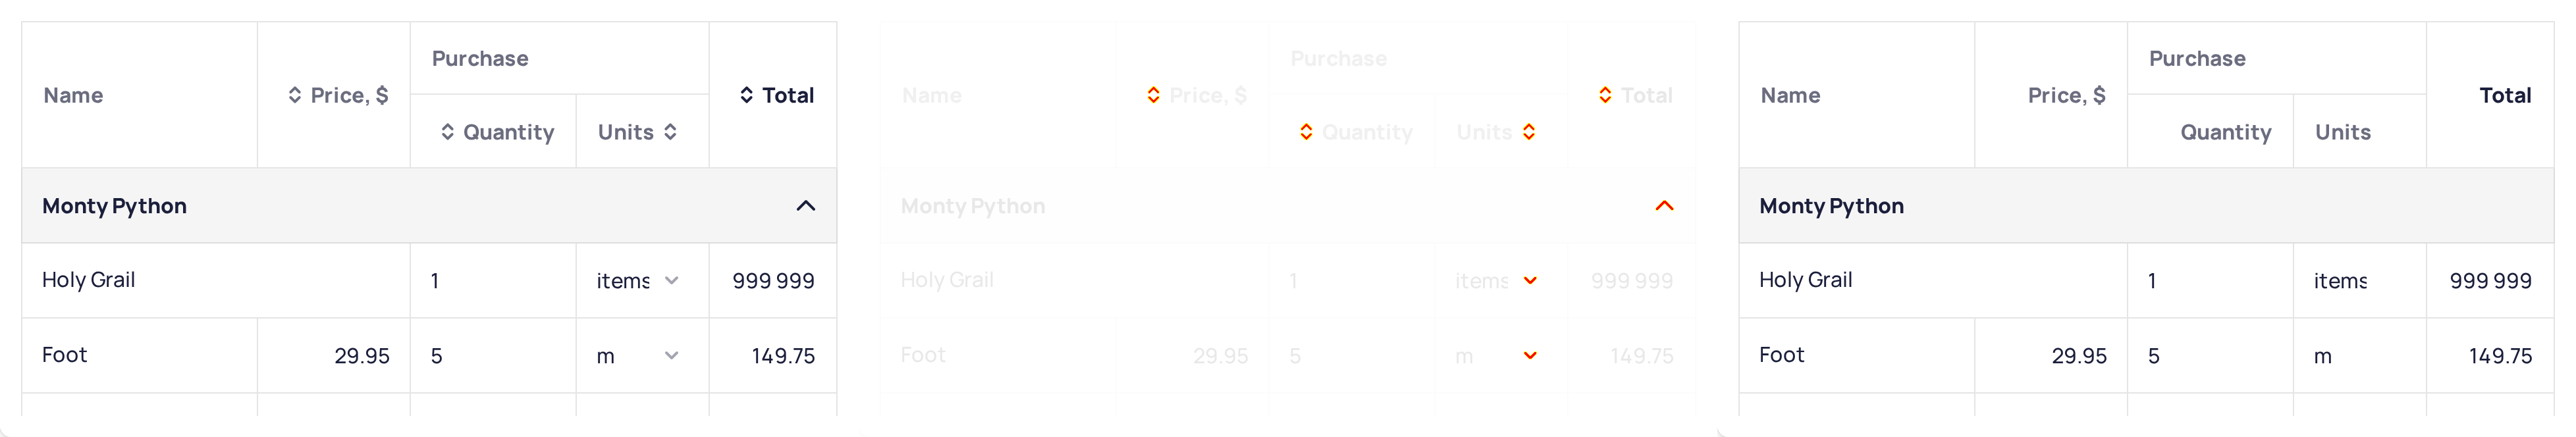 Name Price, $ Purchase Total
Quantity Units
Monty Python
Holy Grail 1 items 999 999
Foot 29.95 5 m 149.75
Name Price, $ Purchase Total
Quantity Units
Monty Python
Holy Grail 1 items 999 999
Foot 29.95 5 m 149.75
Name Price, $ Purchase Total
Quantity Units
Monty Python
Holy Grail 1 items 999 999
Foot 29.95 5 m 149.75